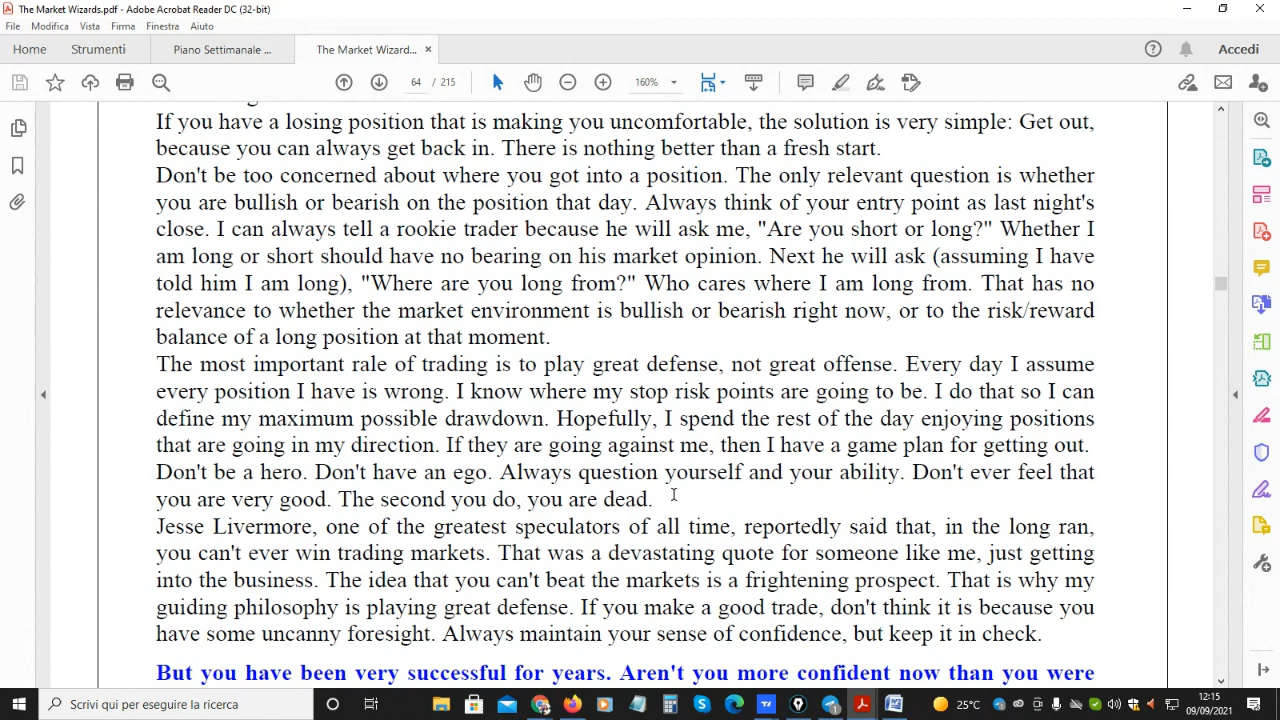 The Market Wizards.pdf - Adobe Acrobat Reader DC (32-bit)
File Modifica Vista Firma Finestra Aiuto
Home Strumenti Piano Settimanale ... The Market Wizard... ×
Accedi
64 / 215 160%
If you have a losing position that is making you uncomfortable, the solution is very simple: Get out,
because you can always get back in. There is nothing better than a fresh start.
Don't be too concerned about where you got into a position. The only relevant question is whether
you are bullish or bearish on the position that day. Always think of your entry point as last night's
close. I can always tell a rookie trader because he will ask me, "Are you short or long?" Whether I
am long or short should have no bearing on his market opinion. Next he will ask (assuming I have
told him I am long), "Where are you long from?" Who cares where I am long from. That has no
relevance to whether the market environment is bullish or bearish right now, or to the risk/reward
balance of a long position at that moment.
The most important rale of trading is to play great defense, not great offense. Every day I assume
every position I have is wrong. I know where my stop risk points are going to be. I do that so I can
define my maximum possible drawdown. Hopefully, I spend the rest of the day enjoying positions
that are going in my direction. If they are going against me, then I have a game plan for getting out.
Don't be a hero. Don't have an ego. Always question yourself and your ability. Don't ever feel that
you are very good. The second you do, you are dead.
Jesse Livermore, one of the greatest speculators of all time, reportedly said that, in the long ran,
you can't ever win trading markets. That was a devastating quote for someone like me, just getting
into the business. The idea that you can't beat the markets is a frightening prospect. That is why my
guiding philosophy is playing great defense. If you make a good trade, don't think it is because you
have some uncanny foresight. Always maintain your sense of confidence, but keep it in check.
But you have been very successful for years. Aren't you more confident now than you were
Scrivi qui per eseguire la ricerca
25°C
12:15
09/09/2021